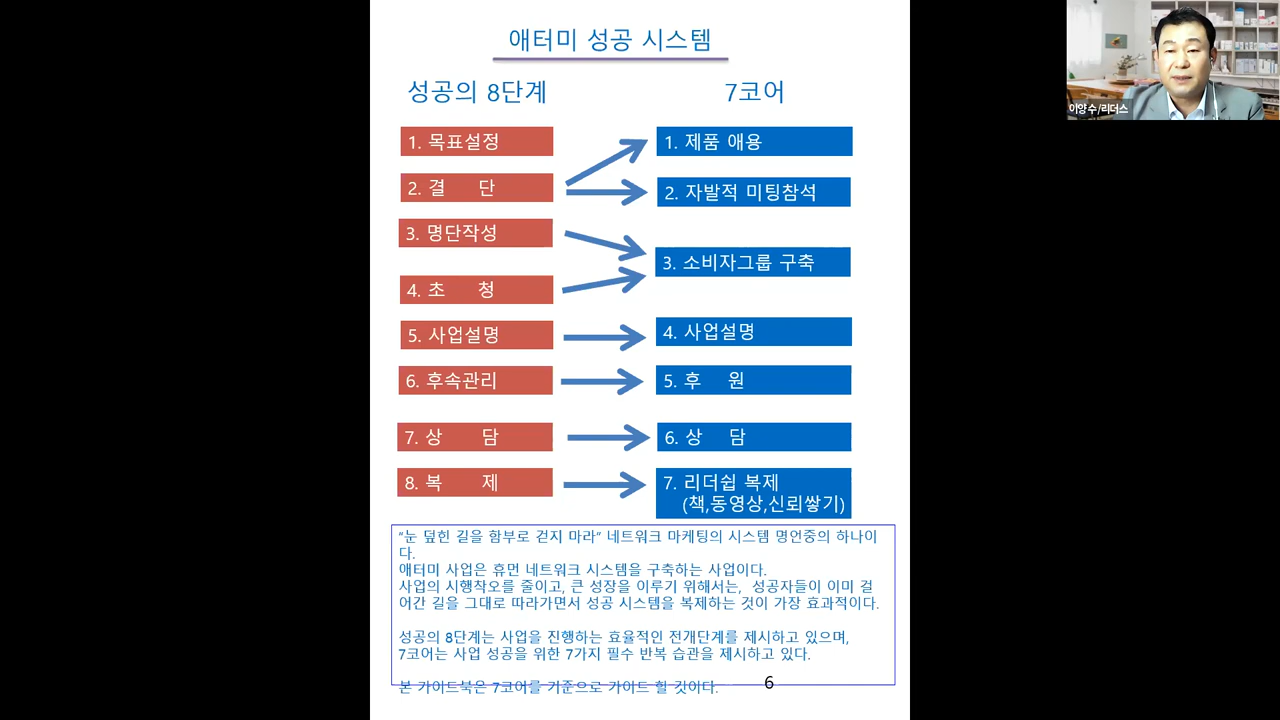 애터미 성공 시스템
성공의 8단계
7코어
1. 목표설정
2. 결 단
3. 명단작성
4. 초 청
5. 사업설명
6. 후속관리
7. 상 담
8. 복 제
1. 제품 애용
2. 자발적 미팅참석
3. 소비자그룹 구축
4. 사업설명
5. 후 원
6. 상 담
7. 리더쉽 복제
(책,동영상,신뢰쌓기)
"눈 덮힌 길을 함부로 걷지 마라" 네트워크 마케팅의 시스템 명언중의 하나이
다.
애터미 사업은 휴먼 네트워크 시스템을 구축하는 사업이다.
사업의 시행착오를 줄이고, 큰 성장을 이루기 위해서는, 성공자들이 이미 걸
어간 길을 그대로 따라가면서 성공 시스템을 복제하는 것이 가장 효과적이다.
성공의 8단계는 사업을 진행하는 효율적인 전개단계를 제시하고 있으며,
7코어는 사업 성공을 위한 7가지 필수 반복 습관을 제시하고 있다.
본 가이드북은 7코어를 기준으로 가이드 할 것이다.
6
이양수/리더스